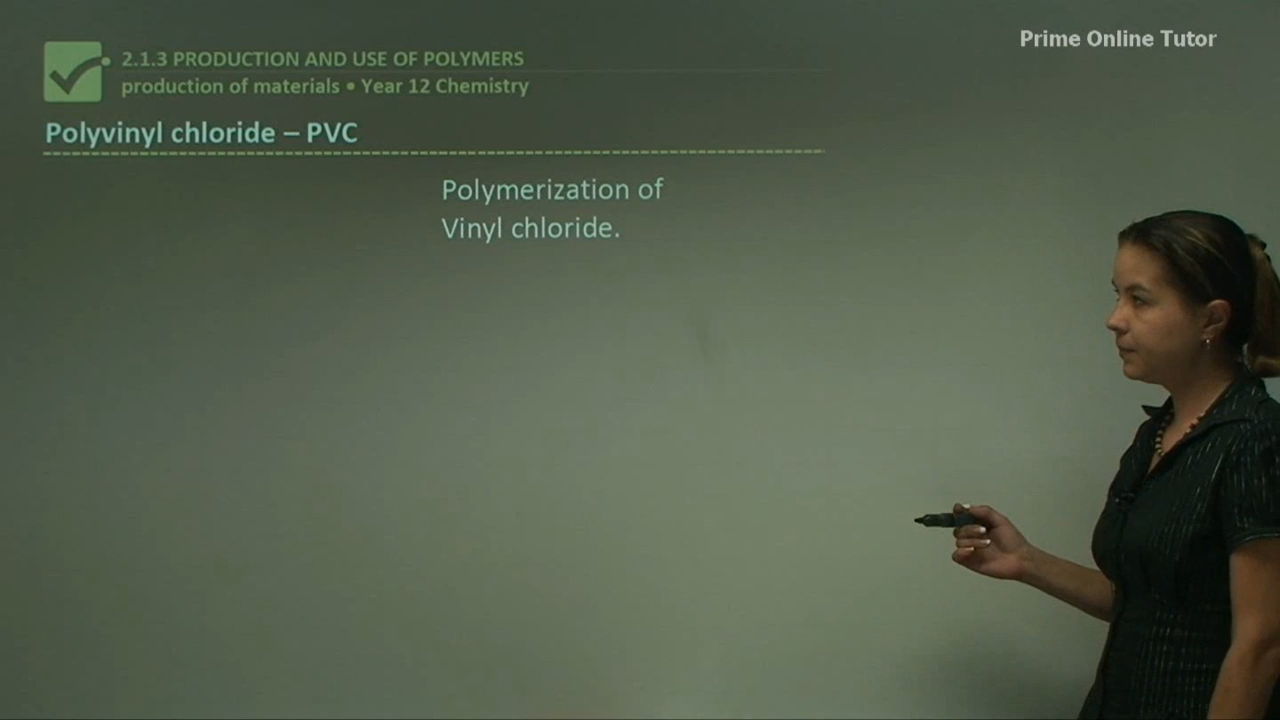 Prime Online Tutor
2.1.3 PRODUCTION AND USE OF POLYMERS
production of materials • Year 12 Chemistry
Polyvinyl chloride – PVC
Polymerization of
Vinyl chloride.